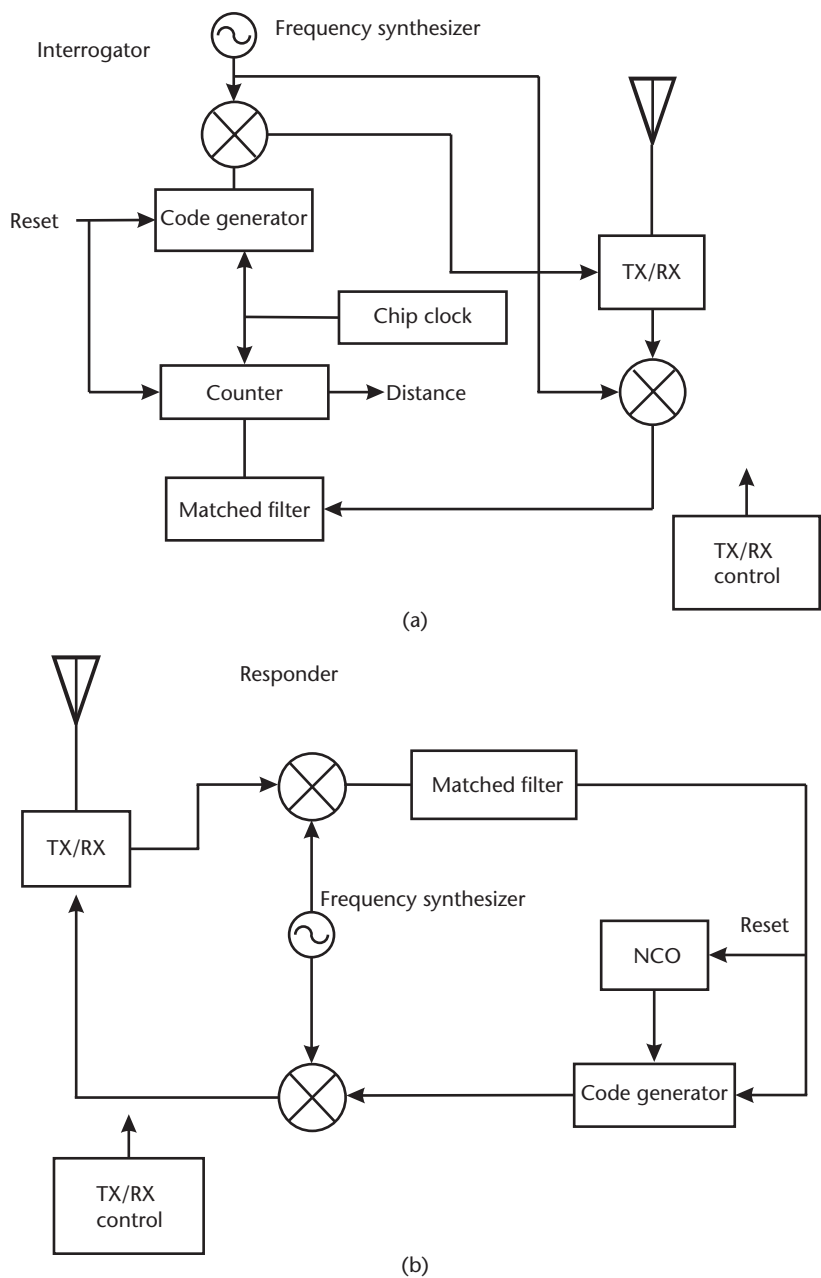 Frequency synthesizer
Interrogator
Reset
Code generator
TX/RX
Chip clock
Counter
Distance
Matched filter
TX/RX
control
(a)
Responder
Matched filter
TX/RX
Frequency synthesizer
Reset
NCO
Code generator
TX/RX
control
(b)